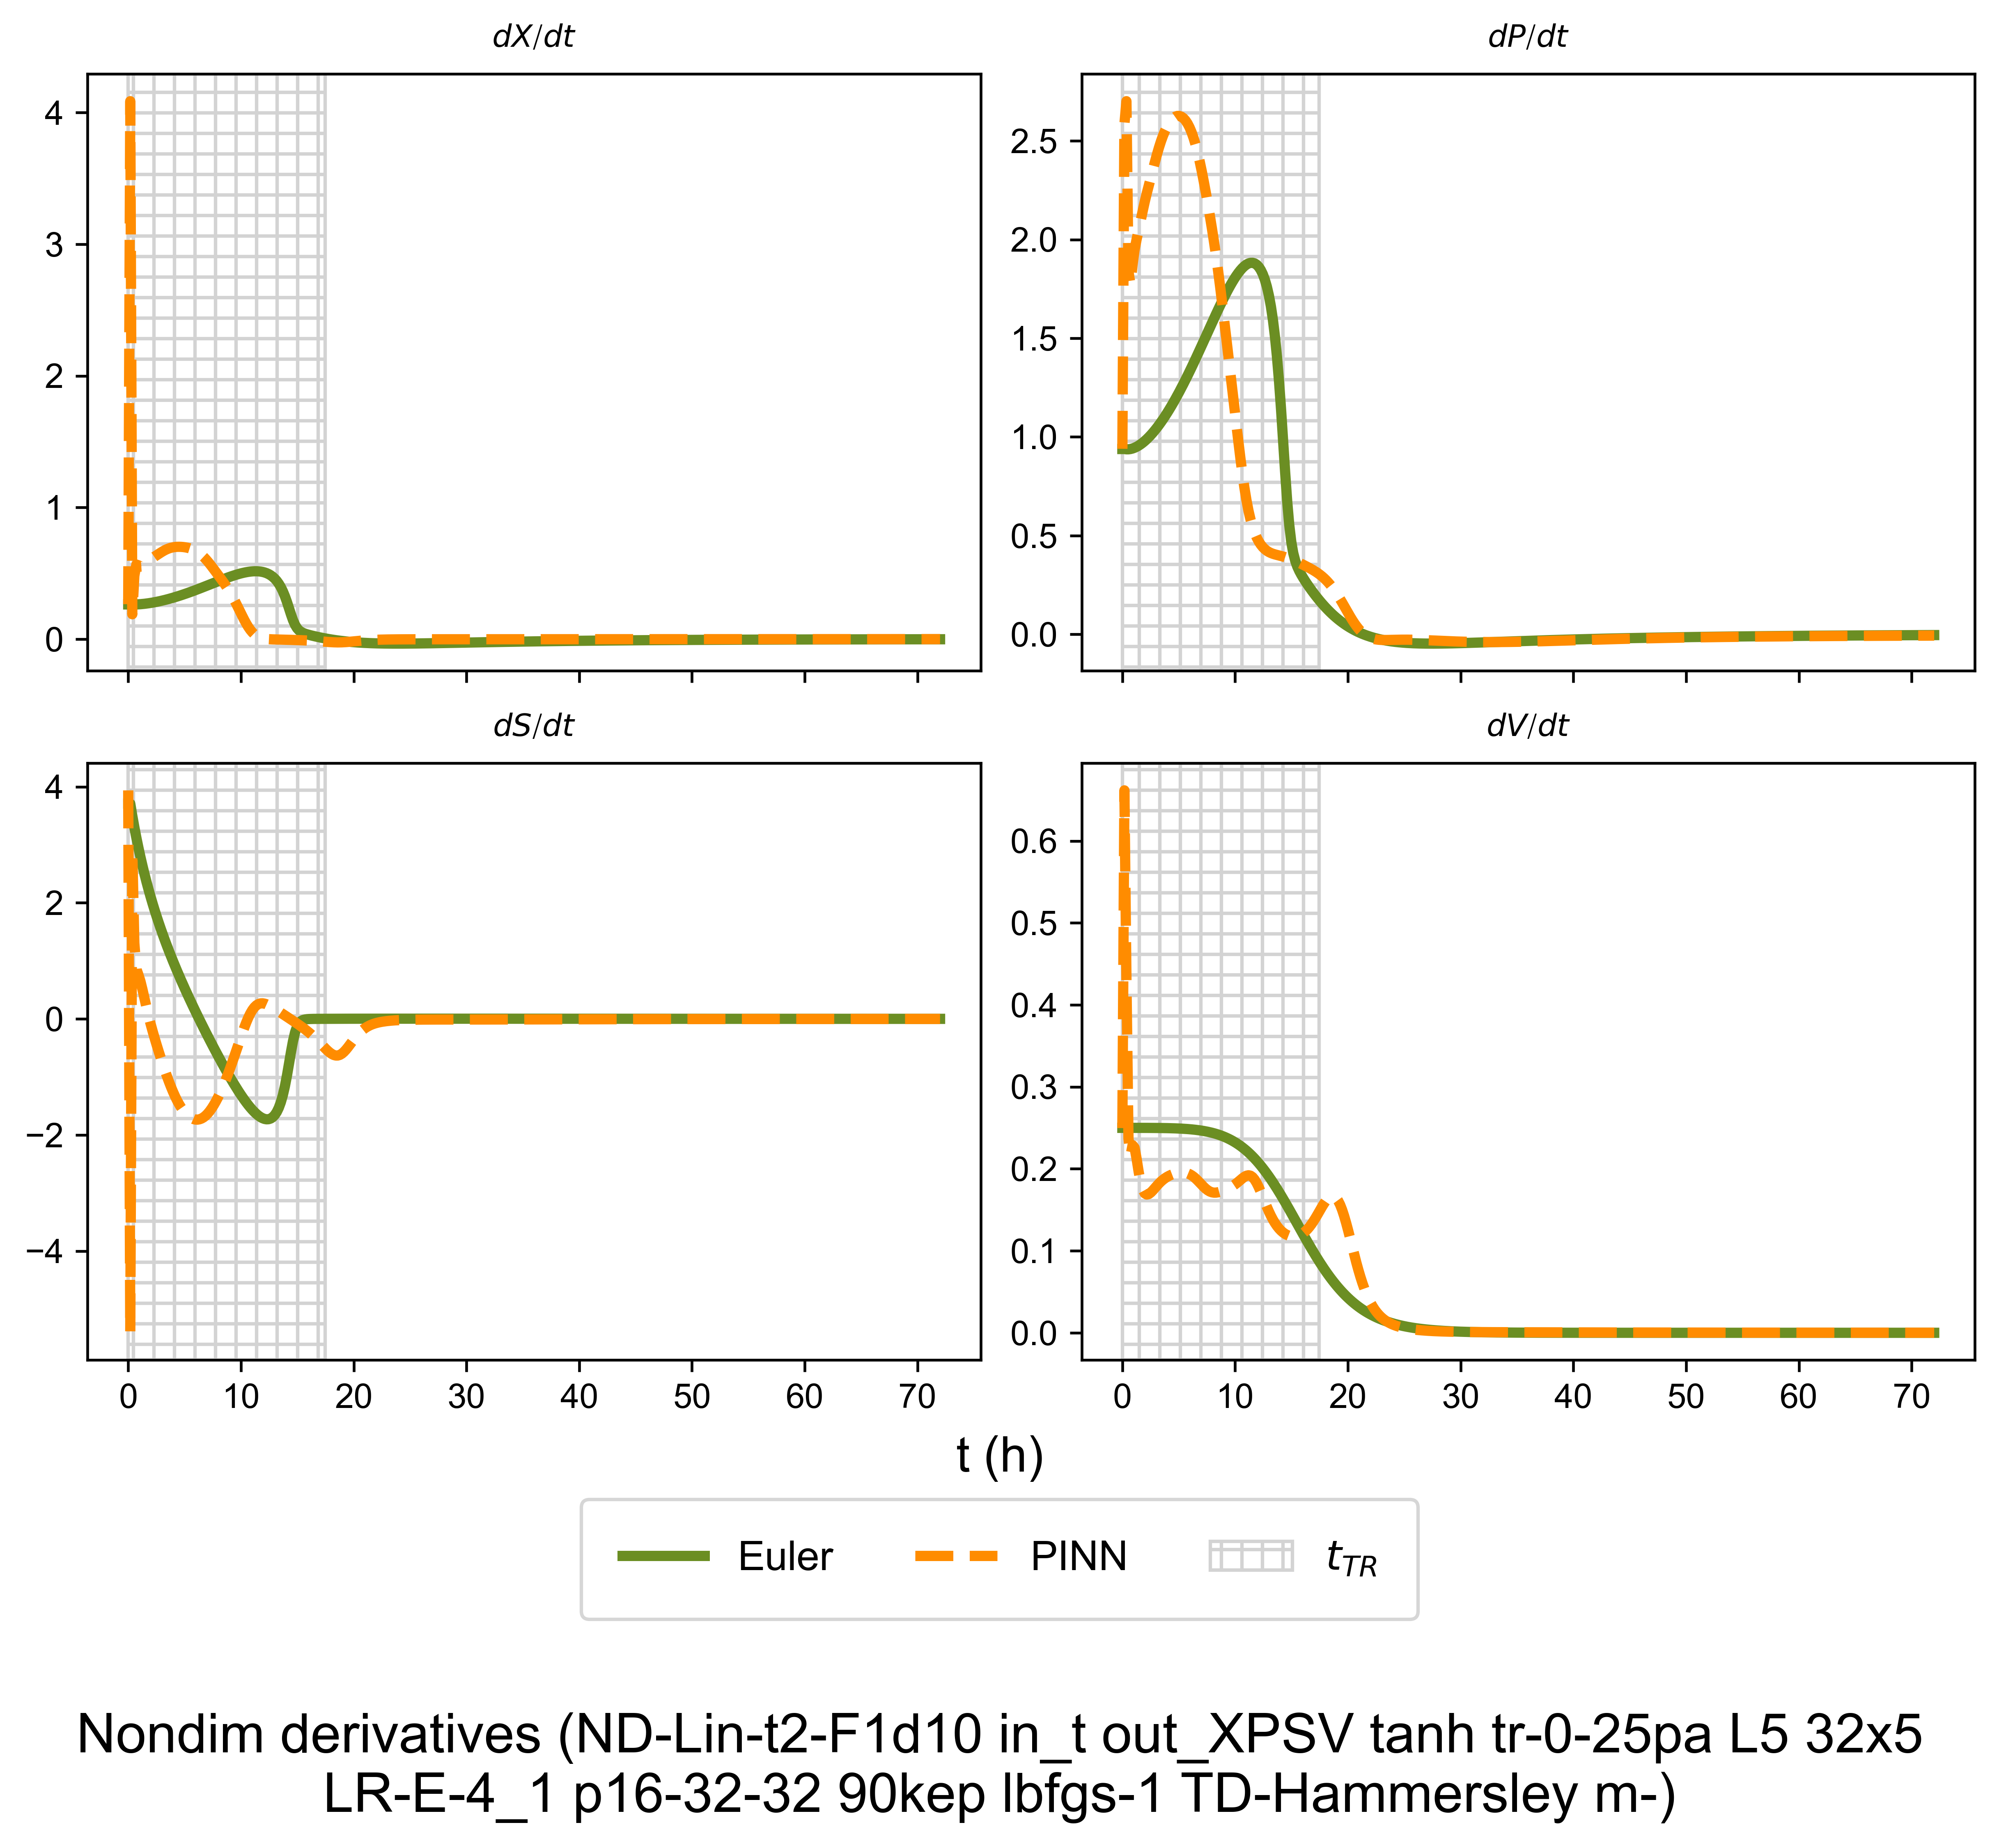 dX/dt
dP/dt
4
3
2
1
0
2.5
2.0
1.5
1.0
0.5
0.0
dS/dt
dV/dt
4
2
0
−2
−4
0.6
0.5
0.4
0.3
0.2
0.1
0.0
0 10 20 30 40 50 60 70
0 10 20 30 40 50 60 70
t (h)
Euler PINN t_TR
Nondim derivatives (ND-Lin-t2-F1d10 in_t out_XPSV tanh tr-0-25pa L5 32x5
LR-E-4_1 p16-32-32 90kep lbfgs-1 TD-Hammersley m-)